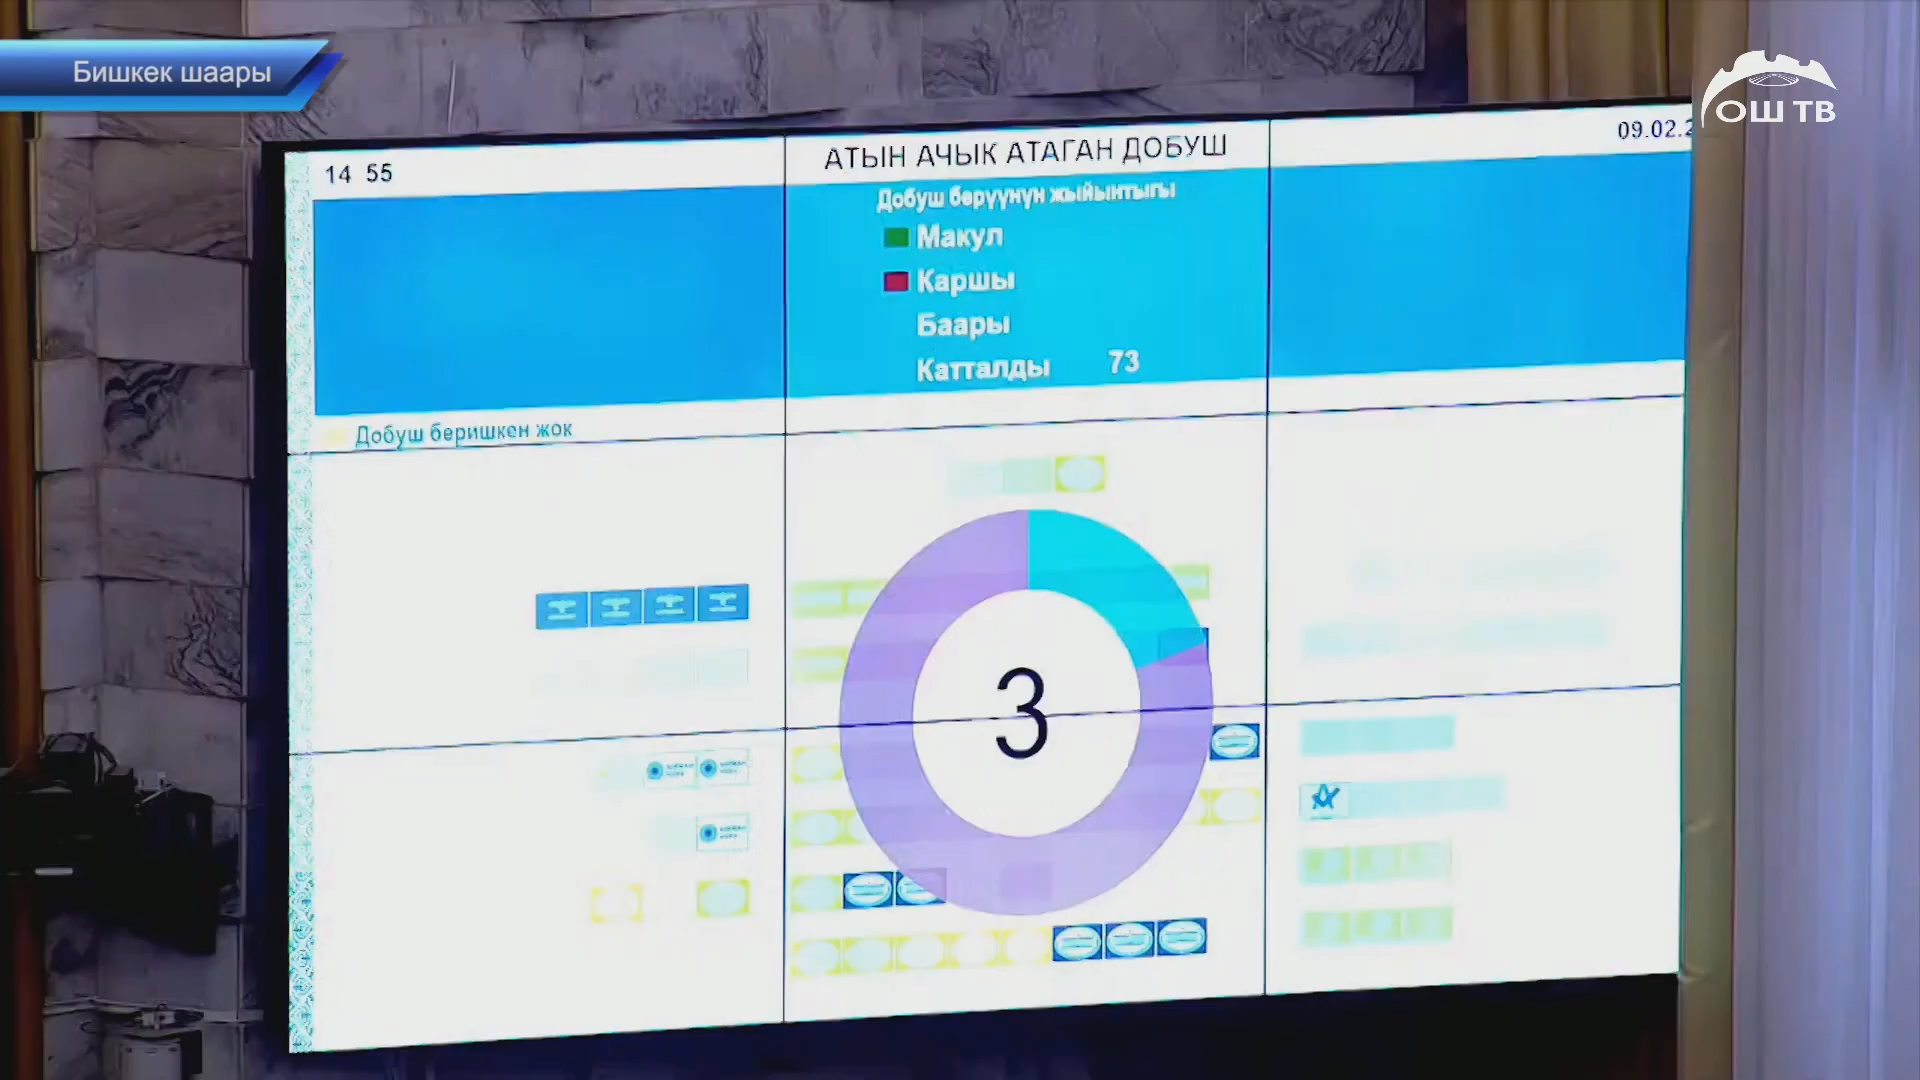 Бишкек шаары
ОШ ТВ
14 55
АТЫН АЧЫК АТАГАН ДОБУШ
09.02.2
Добуш берүүнүн жыйынтыгы
Макул
Каршы
Баары
Катталды 73
Добуш беришкен жок
3